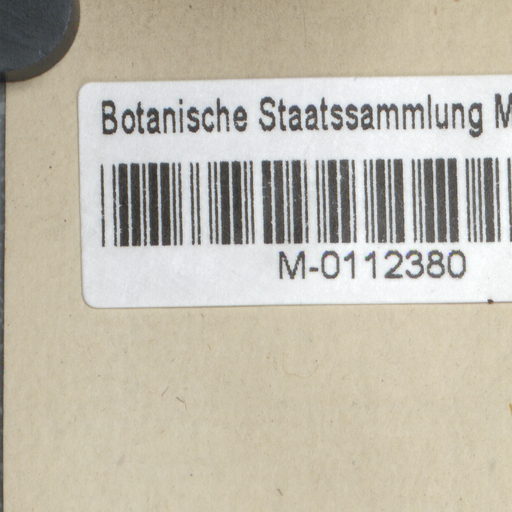 Botanische Staatssammlung M
M-0112380